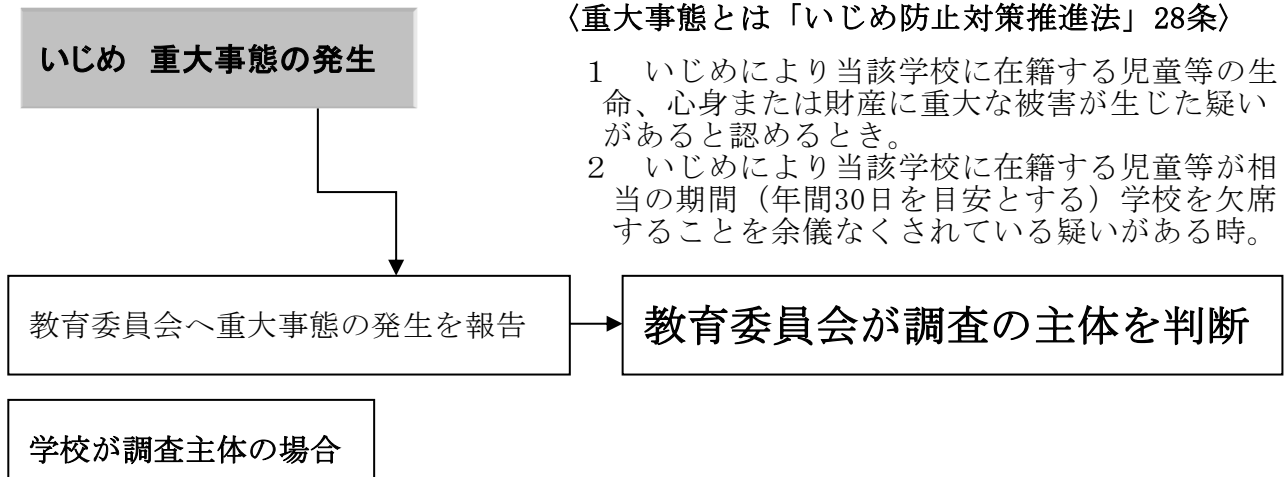 いじめ　重大事態の発生
〈重大事態とは「いじめ防止対策推進法」28条〉
１　いじめにより当該学校に在籍する児童等の生
命、心身または財産に重大な被害が生じた疑い
があると認めるとき。
２　いじめにより当該学校に在籍する児童等が相
当の期間（年間30日を目安とする）学校を欠席
することを余儀なくされている疑いがある時。
教育委員会へ重大事態の発生を報告
教育委員会が調査の主体を判断
学校が調査主体の場合